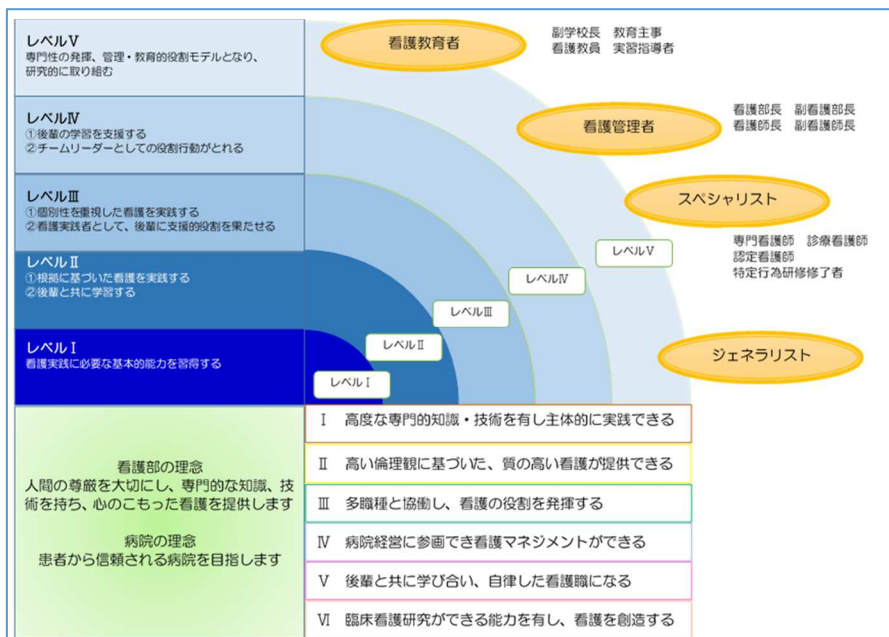 レベルⅤ
専門性の発揮、管理・教育的役割モデルとなり、
研究的に取り組む
レベルⅣ
①後輩の学習を支援する
②チームリーダーとしての役割行動がとれる
レベルⅢ
①個別性を重視した看護を実践する
②看護実践者として、後輩に支援的役割を果たせる
レベルⅡ
①根拠に基づいた看護を実践する
②後輩と共に学習する
レベルⅠ
看護実践に必要な基本的能力を習得する
看護教育者
副学校長 教育主事
看護教員 実習指導者
看護管理者
看護部長 副看護部長
看護師長 副看護師長
スペシャリスト
専門看護師 診療看護師
認定看護師
特定行為研修修了者
ジェネラリスト
レベルⅤ
レベルⅣ
レベルⅢ
レベルⅡ
レベルⅠ
看護部の理念
人間の尊厳を大切にし、専門的な知識、技
術を持ち、心のこもった看護を提供します
病院の理念
患者から信頼される病院を目指します
Ⅰ 高度な専門的知識・技術を有し主体的に実践できる
Ⅱ 高い倫理観に基づいた、質の高い看護が提供できる
Ⅲ 多職種と協働し、看護の役割を発揮する
Ⅳ 病院経営に参画でき看護マネジメントができる
Ⅴ 後輩と共に学び合い、自律した看護職になる
Ⅵ 臨床看護研究ができる能力を有し、看護を創造する